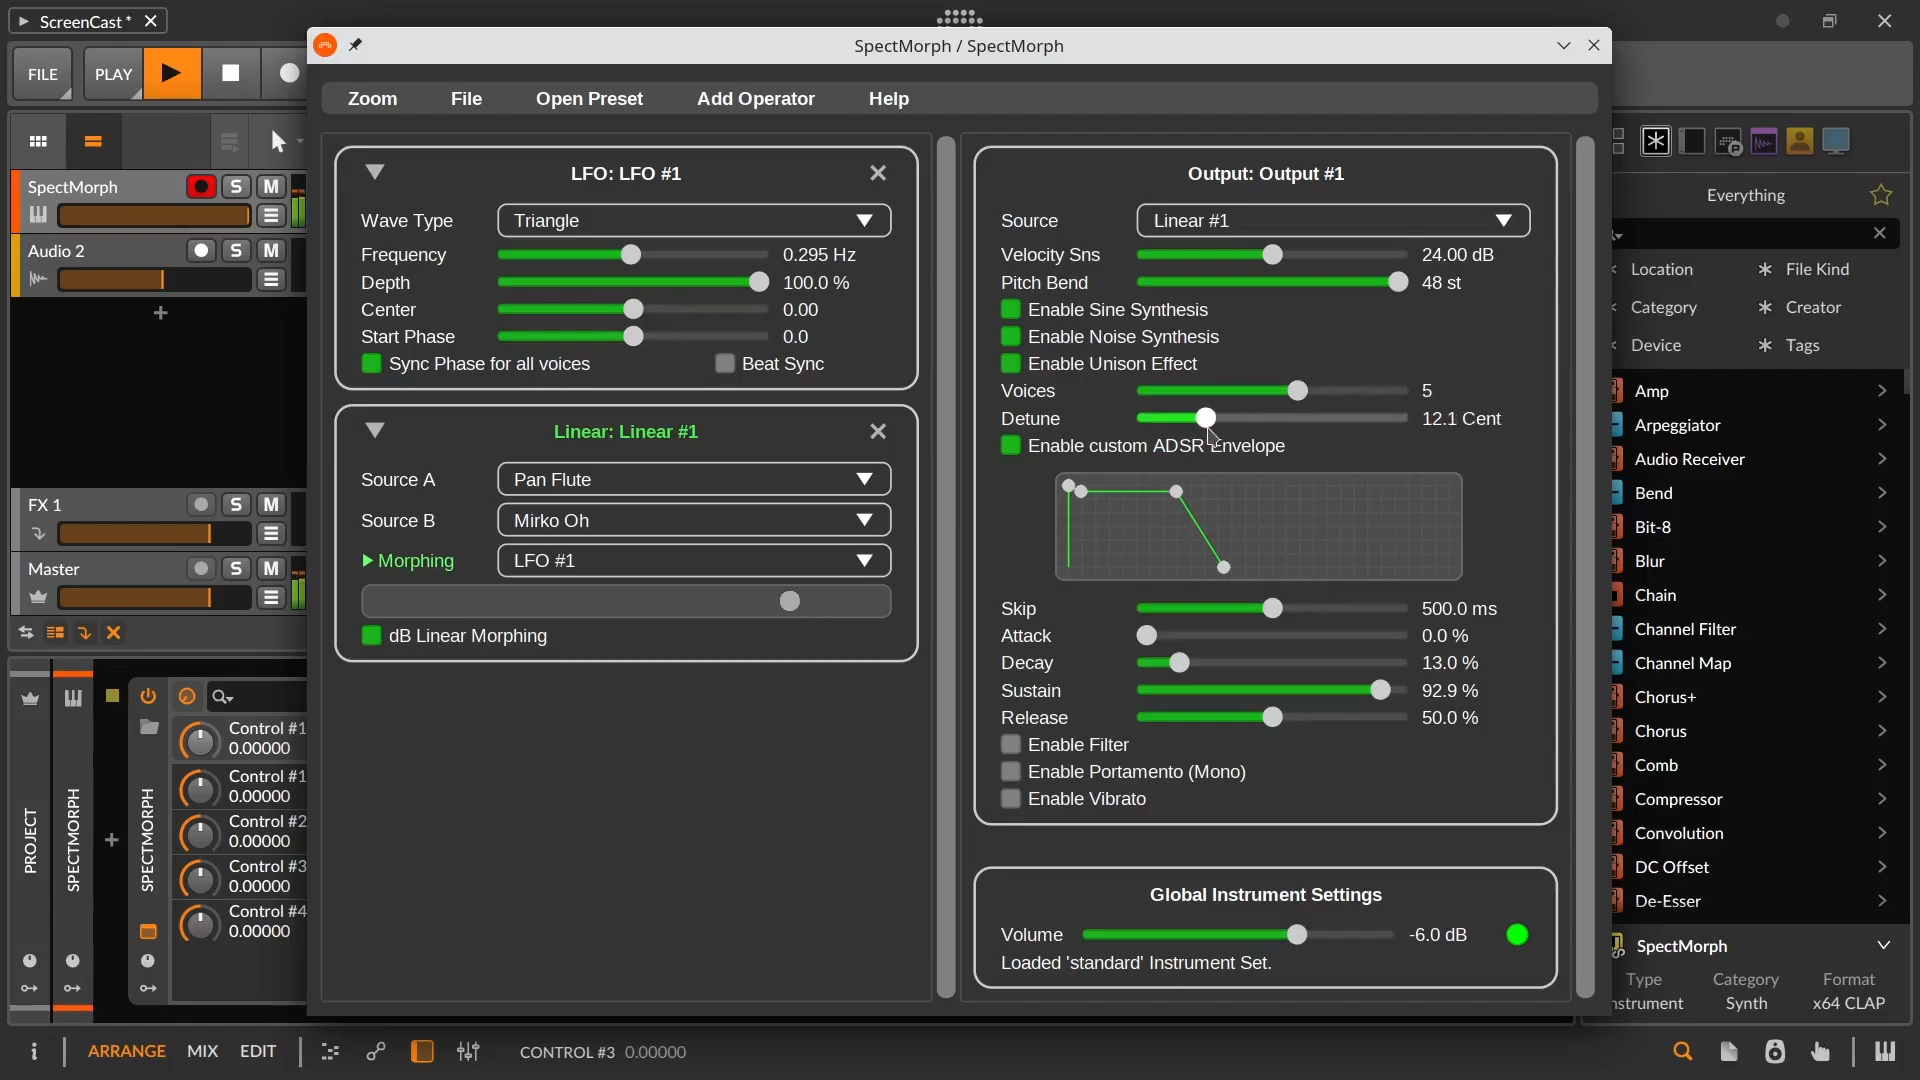 ScreenCast *
SpectMorph / SpectMorph
FILE
PLAY
Zoom File Open Preset Add Operator Help
SpectMorph S M
Audio 2 S M
FX 1 S M
Master S M
PROJECT
SPECTMORPH
SPECTMORPH
Control #1
0.00000
Control #1
0.00000
Control #2
0.00000
Control #3
0.00000
Control #4
0.00000
LFO: LFO #1
Wave Type Triangle
Frequency 0.295 Hz
Depth 100.0 %
Center 0.00
Start Phase 0.0
Sync Phase for all voices Beat Sync
Linear: Linear #1
Source A Pan Flute
Source B Mirko Oh
Morphing LFO #1
dB Linear Morphing
Output: Output #1
Source Linear #1
Velocity Sns 24.00 dB
Pitch Bend 48 st
Enable Sine Synthesis
Enable Noise Synthesis
Enable Unison Effect
Voices 5
Detune 12.1 Cent
Enable custom ADSR Envelope
Skip 500.0 ms
Attack 0.0 %
Decay 13.0 %
Sustain 92.9 %
Release 50.0 %
Enable Filter
Enable Portamento (Mono)
Enable Vibrato
Global Instrument Settings
Volume -6.0 dB
Loaded 'standard' Instrument Set.
Everything
Location File Kind
Category Creator
Device Tags
Amp
Arpeggiator
Audio Receiver
Bend
Bit-8
Blur
Chain
Channel Filter
Channel Map
Chorus+
Chorus
Comb
Compressor
Convolution
DC Offset
De-Esser
SpectMorph
Type Category Format
nstrument Synth x64 CLAP
i ARRANGE MIX EDIT CONTROL #3 0.00000